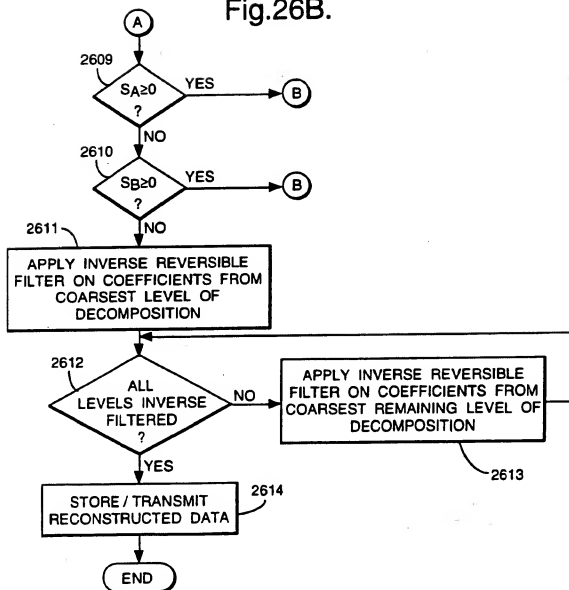 Fig.26B.
A
2609
SA≥0
?
YES
B
NO
2610
SB≥0
?
YES
B
NO
2611
APPLY INVERSE REVERSIBLE
FILTER ON COEFFICIENTS FROM
COARSEST LEVEL OF
DECOMPOSITION
2612
ALL
LEVELS INVERSE
FILTERED
?
NO
APPLY INVERSE REVERSIBLE
FILTER ON COEFFICIENTS FROM
COARSEST REMAINING LEVEL OF
DECOMPOSITION
2613
YES
STORE / TRANSMIT
RECONSTRUCTED DATA
2614
END